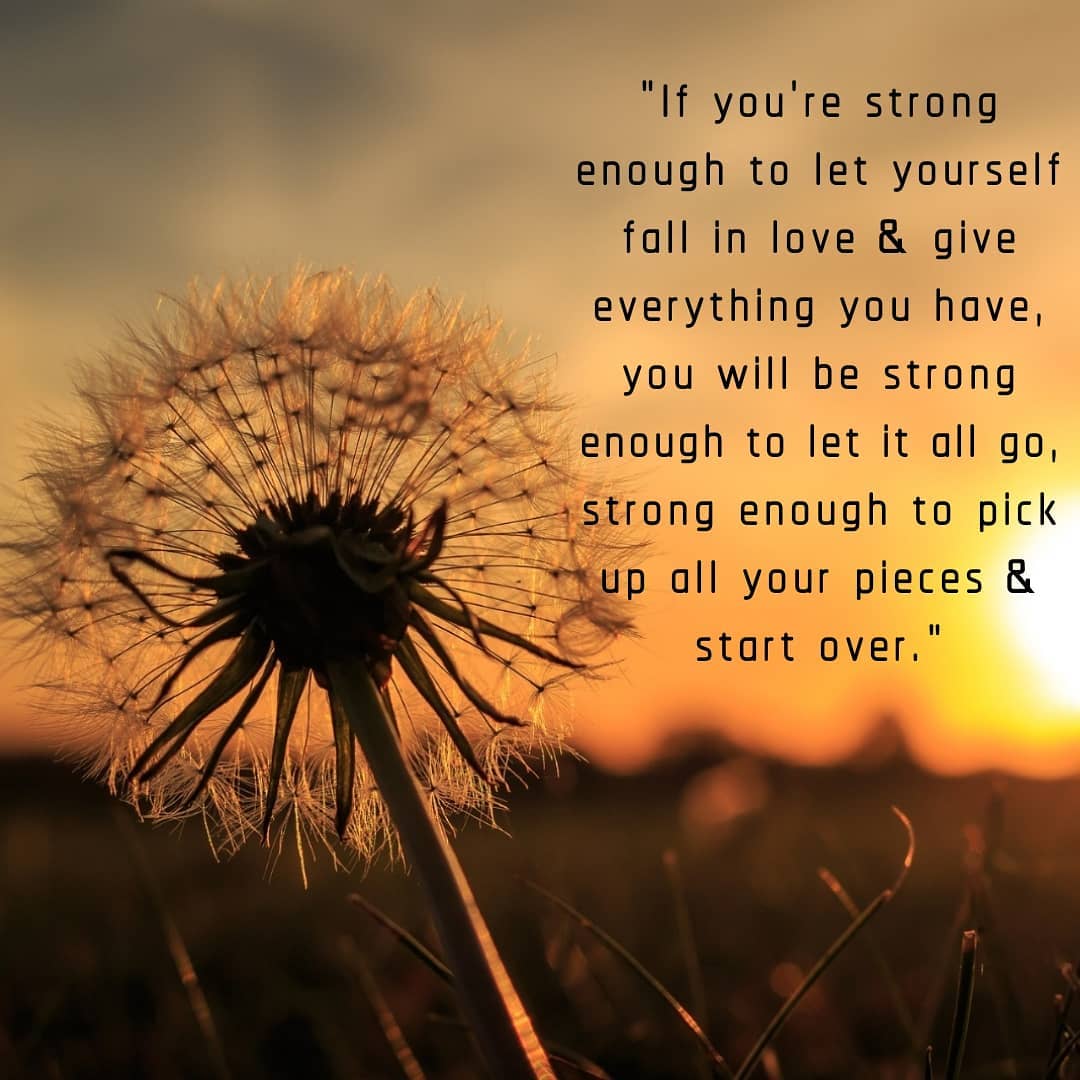 "If you're strong
enough to let yourself
fall in love & give
everything you have,
you will be strong
enough to let it all go,
strong enough to pick
up all your pieces &
start over."